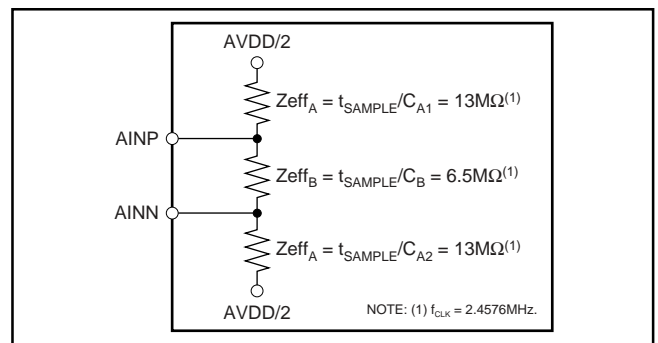 AVDD/2
Zeff_A = t_SAMPLE/C_A1 = 13MΩ⁽¹⁾
AINP
Zeff_B = t_SAMPLE/C_B = 6.5MΩ⁽¹⁾
AINN
Zeff_A = t_SAMPLE/C_A2 = 13MΩ⁽¹⁾
AVDD/2
NOTE: (1) f_CLK = 2.4576MHz.